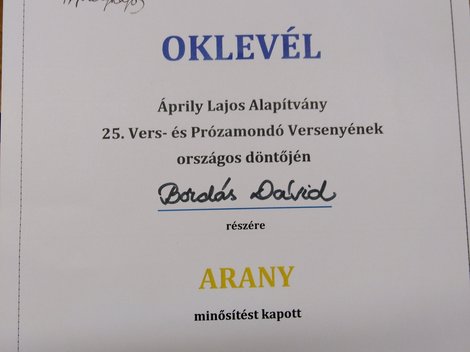 OKLEVÉL
Áprily Lajos Alapítvány
25. Vers- és Prózamondó Versenyének
országos döntőjén
Bordás Dávid
részére
ARANY
minősítést kapott